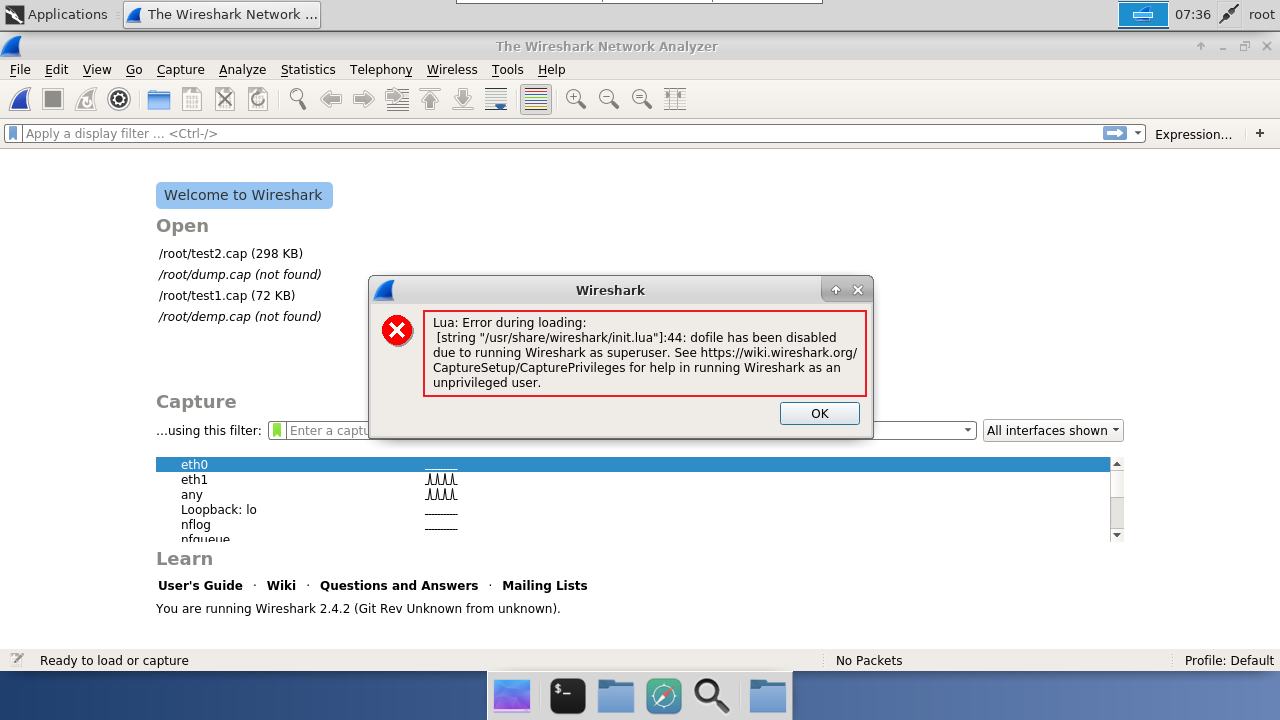 Applications
The Wireshark Network ...
07:36
root
The Wireshark Network Analyzer
File Edit View Go Capture Analyze Statistics Telephony Wireless Tools Help
Apply a display filter ... <Ctrl-/>
Expression...
+
Welcome to Wireshark
Open
/root/test2.cap (298 KB)
/root/dump.cap (not found)
/root/test1.cap (72 KB)
/root/demp.cap (not found)
Wireshark
Lua: Error during loading:
[string "/usr/share/wireshark/init.lua"]:44: dofile has been disabled
due to running Wireshark as superuser. See https://wiki.wireshark.org/
CaptureSetup/CapturePrivileges for help in running Wireshark as an
unprivileged user.
OK
Capture
...using this filter:
Enter a captu
All interfaces shown
eth0
eth1
any
Loopback: lo
nflog
nfqueue
Learn
User's Guide · Wiki · Questions and Answers · Mailing Lists
You are running Wireshark 2.4.2 (Git Rev Unknown from unknown).
Ready to load or capture
No Packets
Profile: Default
$_